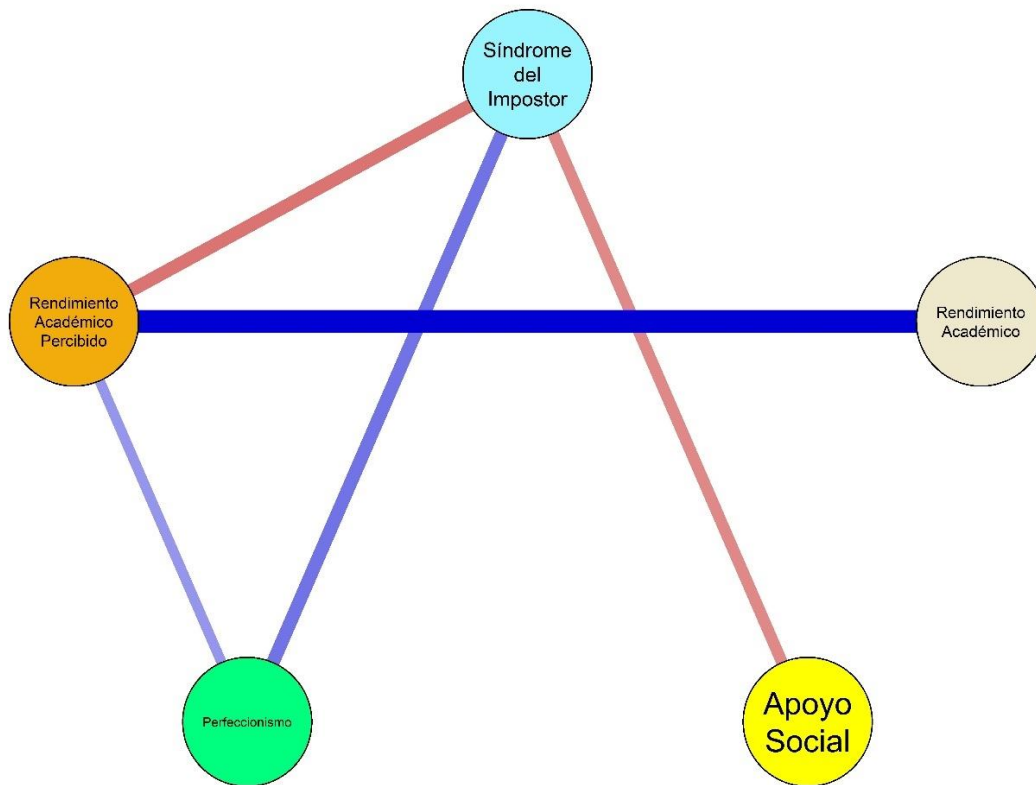 Síndrome
del
Impostor
Rendimiento
Académico
Percibido
Rendimiento
Académico
Perfeccionismo
Apoyo
Social